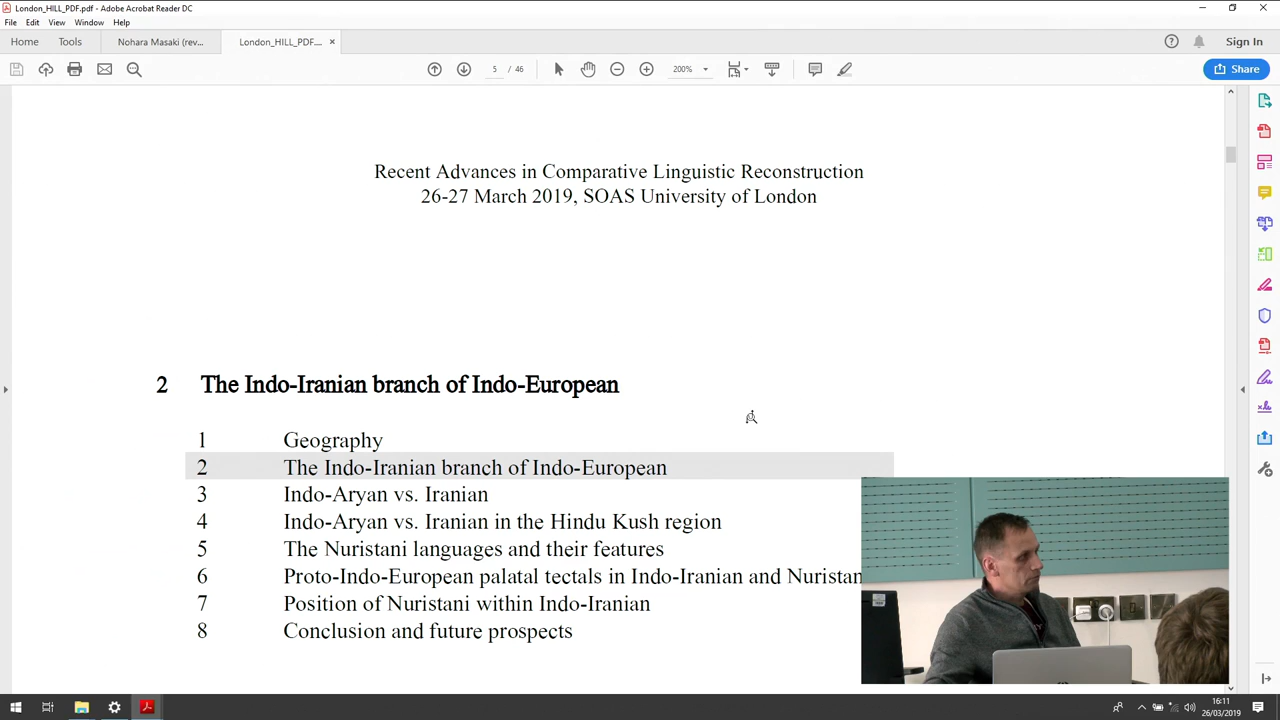 London_HILL_PDF.pdf - Adobe Acrobat Reader DC
File Edit View Window Help
Home Tools Nohara Masaki (rev... London_HILL_PDF.... × Sign In
5 / 46 200% Share
Recent Advances in Comparative Linguistic Reconstruction
26-27 March 2019, SOAS University of London
2 The Indo-Iranian branch of Indo-European
1 Geography
2 The Indo-Iranian branch of Indo-European
3 Indo-Aryan vs. Iranian
4 Indo-Aryan vs. Iranian in the Hindu Kush region
5 The Nuristani languages and their features
6 Proto-Indo-European palatal tectals in Indo-Iranian and Nuristan
7 Position of Nuristani within Indo-Iranian
8 Conclusion and future prospects
16:11
26/03/2019